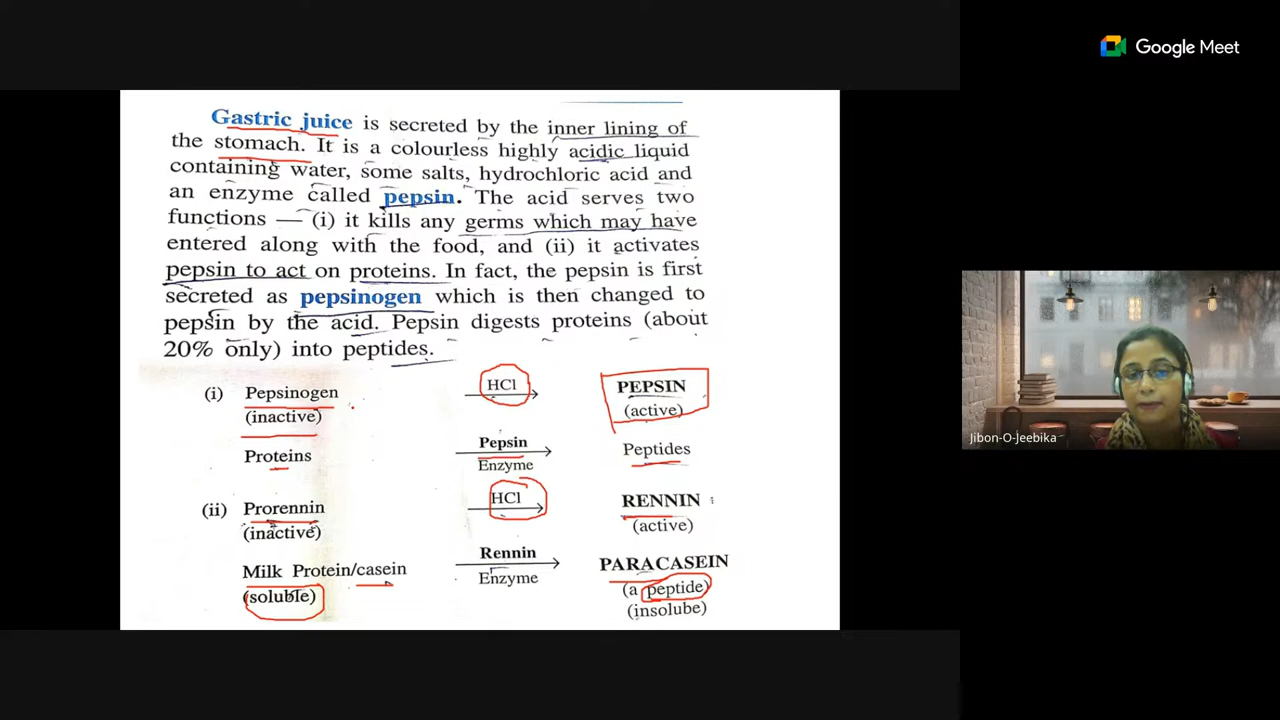 Google Meet
Gastric juice is secreted by the inner lining of
the stomach. It is a colourless highly acidic liquid
containing water, some salts, hydrochloric acid and
an enzyme called pepsin. The acid serves two
functions — (i) it kills any germs which may have
entered along with the food, and (ii) it activates
pepsin to act on proteins. In fact, the pepsin is first
secreted as pepsinogen which is then changed to
pepsin by the acid. Pepsin digests proteins (about
20% only) into peptides.
(i) Pepsinogen HCl PEPSIN
(inactive) (active)
Proteins Pepsin Peptides
Enzyme
(ii) Prorennin HCl RENNIN
(inactive) (active)
Milk Protein/casein Rennin PARACASEIN
(soluble) Enzyme (a peptide)
(insolube)
Jibon-O-Jeebika